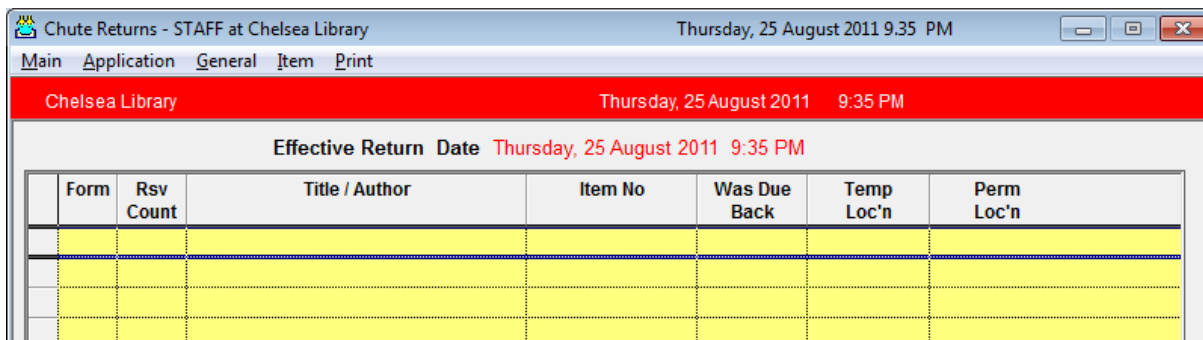 Chute Returns - STAFF at Chelsea Library Thursday, 25 August 2011 9.35 PM
Main Application General Item Print
Chelsea Library Thursday, 25 August 2011 9:35 PM
Effective Return Date Thursday, 25 August 2011 9:35 PM
Form Rsv Title / Author Item No Was Due Temp Perm
Count Back Loc'n Loc'n